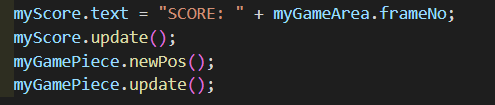 myScore.text = "SCORE: " + myGameArea.frameNo;
myScore.update();
myGamePiece.newPos();
myGamePiece.update();